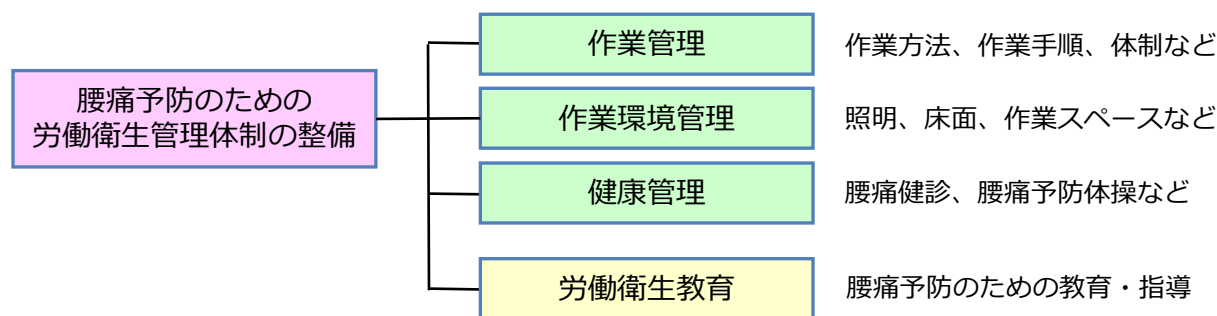 腰痛予防のための
労働衛生管理体制の整備
作業管理
作業方法、作業手順、体制など
作業環境管理
照明、床面、作業スペースなど
健康管理
腰痛健診、腰痛予防体操など
労働衛生教育
腰痛予防のための教育・指導